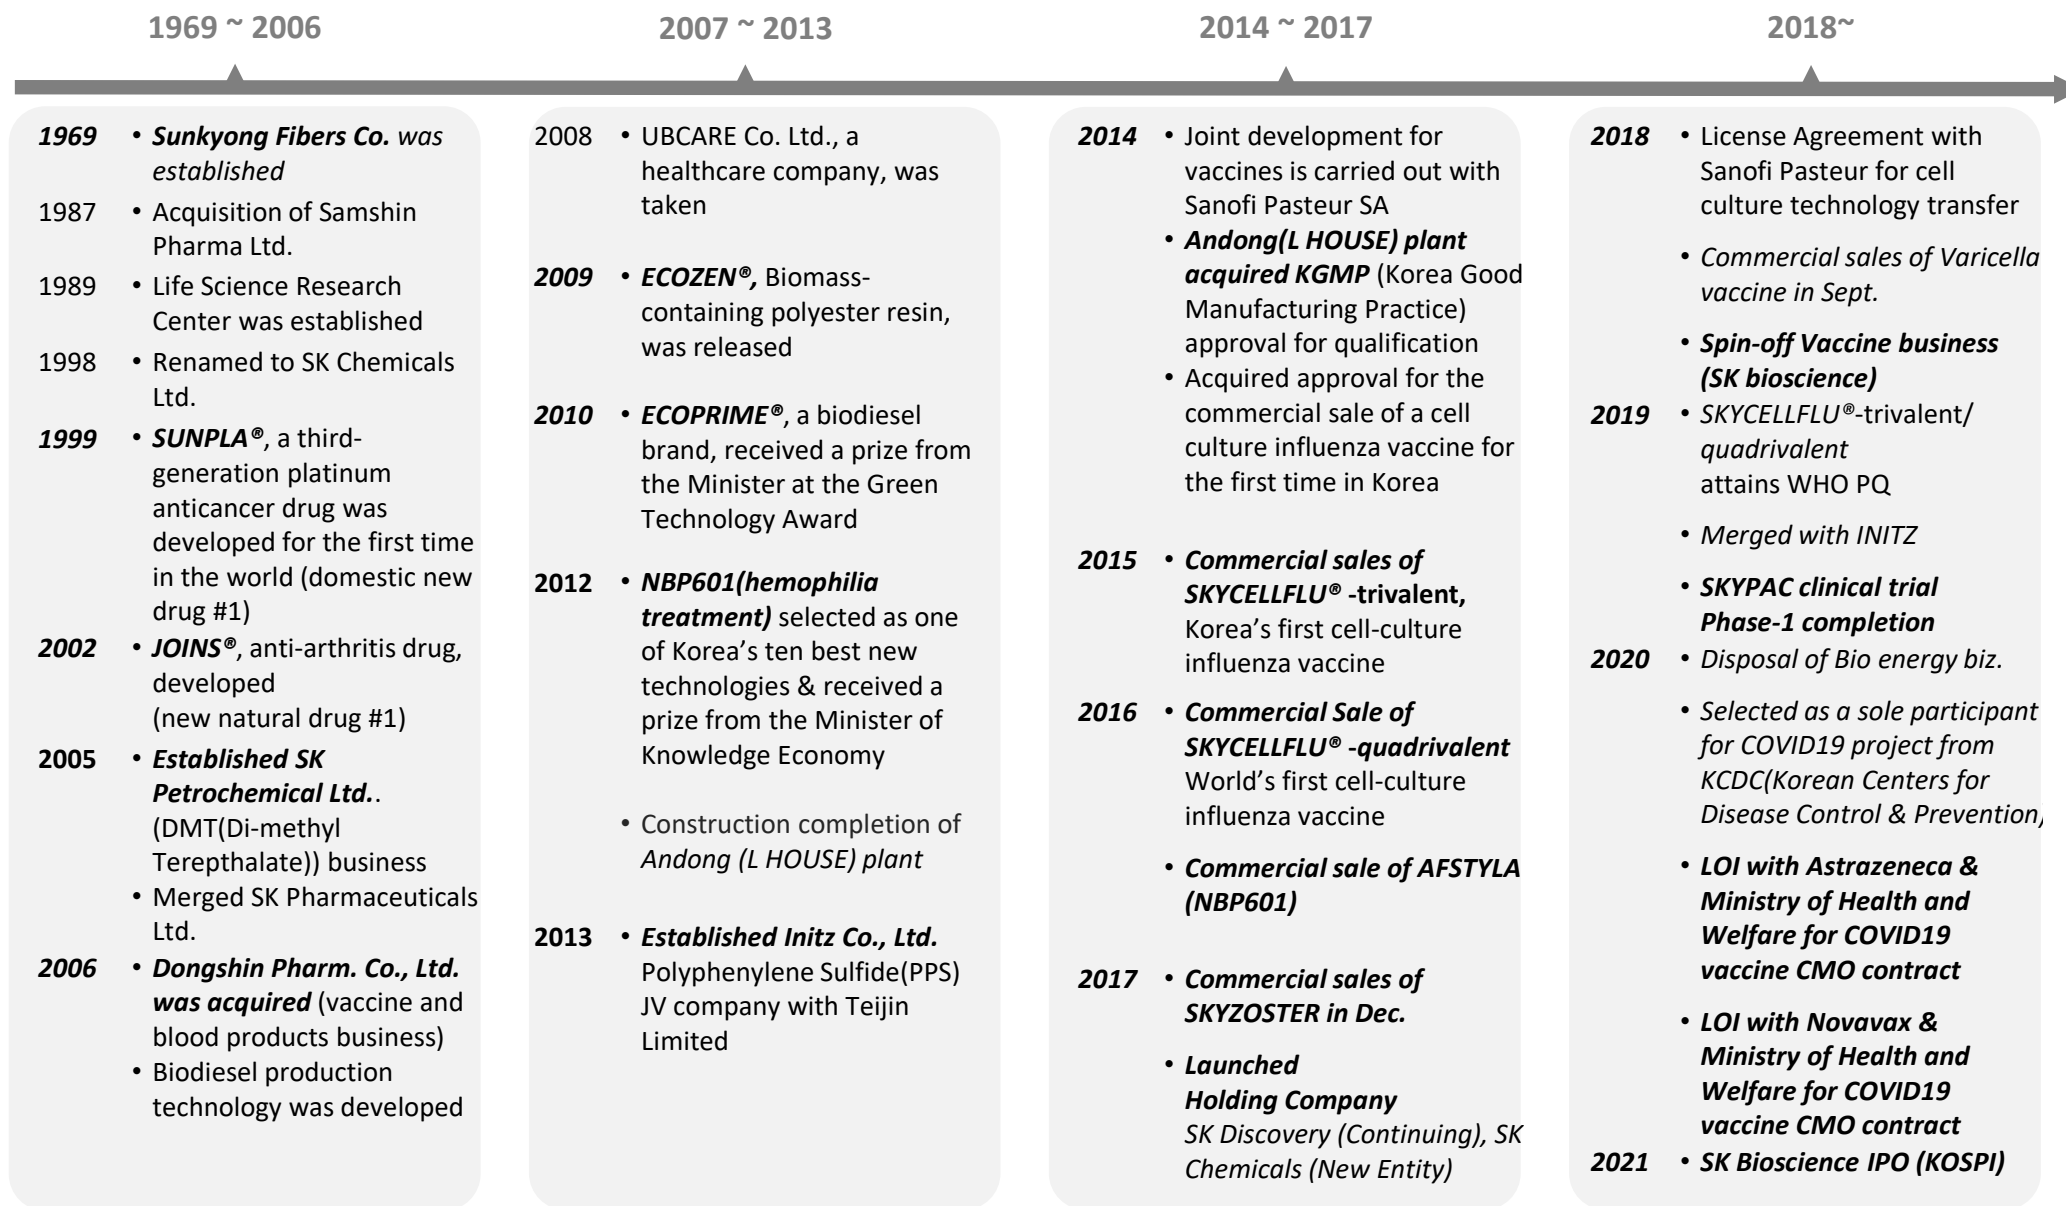 1969 ~ 2006
2007 ~ 2013
2014 ~ 2017
2018~
1969 • Sunkyong Fibers Co. was
established
1987 • Acquisition of Samshin
Pharma Ltd.
1989 • Life Science Research
Center was established
1998 • Renamed to SK Chemicals
Ltd.
1999 • SUNPLA®, a third-
generation platinum
anticancer drug was
developed for the first time
in the world (domestic new
drug #1)
2002 • JOINS®, anti-arthritis drug,
developed
(new natural drug #1)
2005 • Established SK
Petrochemical Ltd..
(DMT(Di-methyl
Terepthalate)) business
• Merged SK Pharmaceuticals
Ltd.
2006 • Dongshin Pharm. Co., Ltd.
was acquired (vaccine and
blood products business)
• Biodiesel production
technology was developed
2008 • UBCARE Co. Ltd., a
healthcare company, was
taken
2009 • ECOZEN®, Biomass-
containing polyester resin,
was released
2010 • ECOPRIME®, a biodiesel
brand, received a prize from
the Minister at the Green
Technology Award
2012 • NBP601(hemophilia
treatment) selected as one
of Korea’s ten best new
technologies & received a
prize from the Minister of
Knowledge Economy
• Construction completion of
Andong (L HOUSE) plant
2013 • Established Initz Co., Ltd.
Polyphenylene Sulfide(PPS)
JV company with Teijin
Limited
2014 • Joint development for
vaccines is carried out with
Sanofi Pasteur SA
• Andong(L HOUSE) plant
acquired KGMP (Korea Good
Manufacturing Practice)
approval for qualification
• Acquired approval for the
commercial sale of a cell
culture influenza vaccine for
the first time in Korea
2015 • Commercial sales of
SKYCELLFLU® -trivalent,
Korea’s first cell-culture
influenza vaccine
2016 • Commercial Sale of
SKYCELLFLU® -quadrivalent
World’s first cell-culture
influenza vaccine
• Commercial sale of AFSTYLA
(NBP601)
2017 • Commercial sales of
SKYZOSTER in Dec.
• Launched
Holding Company
SK Discovery (Continuing), SK
Chemicals (New Entity)
2018 • License Agreement with
Sanofi Pasteur for cell
culture technology transfer
• Commercial sales of Varicella
vaccine in Sept.
• Spin-off Vaccine business
(SK bioscience)
2019 • SKYCELLFLU®-trivalent/
quadrivalent
attains WHO PQ
• Merged with INITZ
• SKYPAC clinical trial
Phase-1 completion
2020 • Disposal of Bio energy biz.
• Selected as a sole participant
for COVID19 project from
KCDC(Korean Centers for
Disease Control & Prevention)
• LOI with Astrazeneca &
Ministry of Health and
Welfare for COVID19
vaccine CMO contract
• LOI with Novavax &
Ministry of Health and
Welfare for COVID19
vaccine CMO contract
2021 • SK Bioscience IPO (KOSPI)